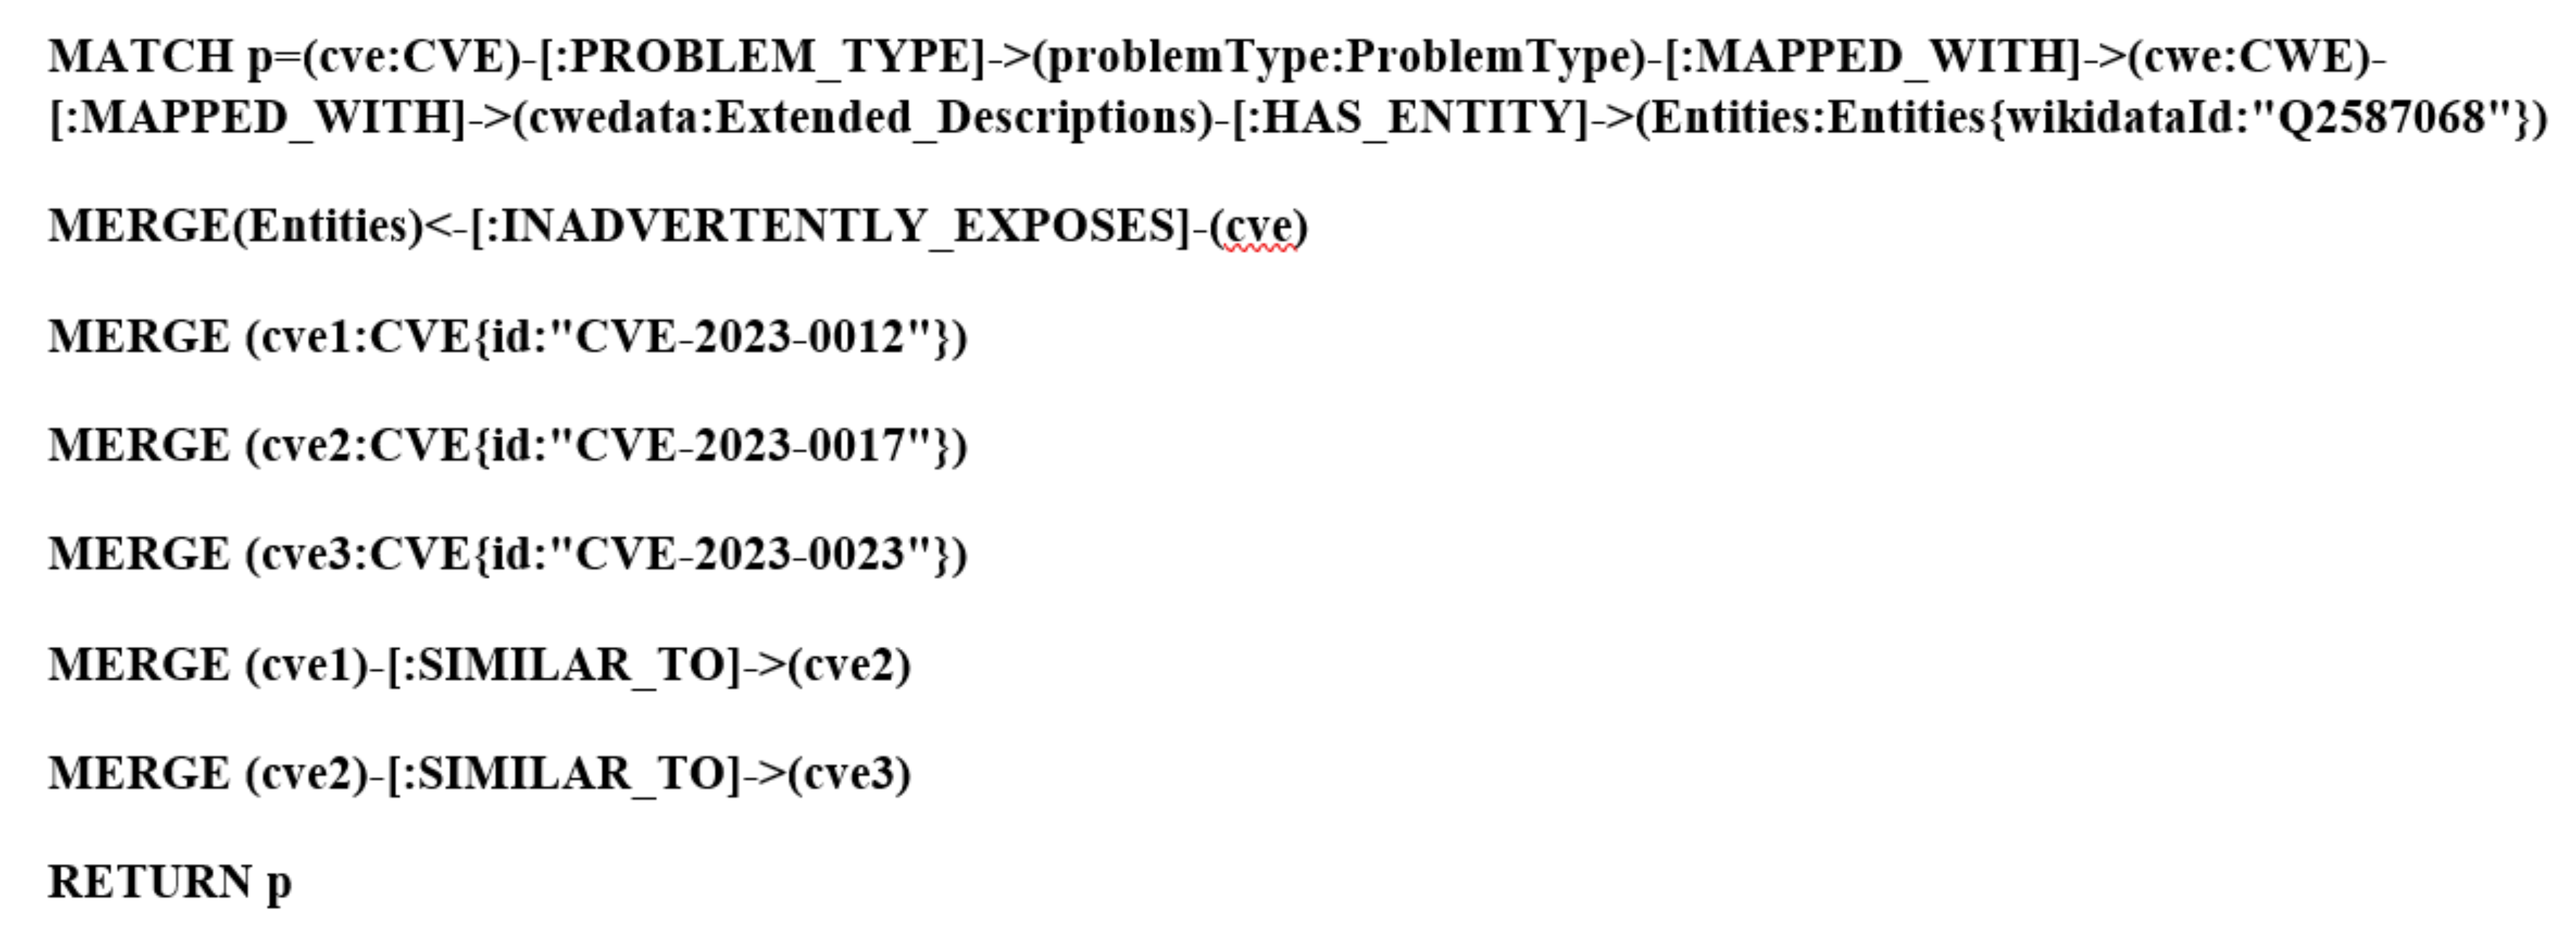 MATCH p=(cve:CVE)-[:PROBLEM_TYPE]->(problemType:ProblemType)-[:MAPPED_WITH]->(cwe:CWE)-
[:MAPPED_WITH]->(cwedata:Extended_Descriptions)-[:HAS_ENTITY]->(Entities:Entities{wikidataId:"Q2587068"})
MERGE(Entities)<-[:INADVERTENTLY_EXPOSES]-(cve)
MERGE (cve1:CVE{id:"CVE-2023-0012"})
MERGE (cve2:CVE{id:"CVE-2023-0017"})
MERGE (cve3:CVE{id:"CVE-2023-0023"})
MERGE (cve1)-[:SIMILAR_TO]->(cve2)
MERGE (cve2)-[:SIMILAR_TO]->(cve3)
RETURN p